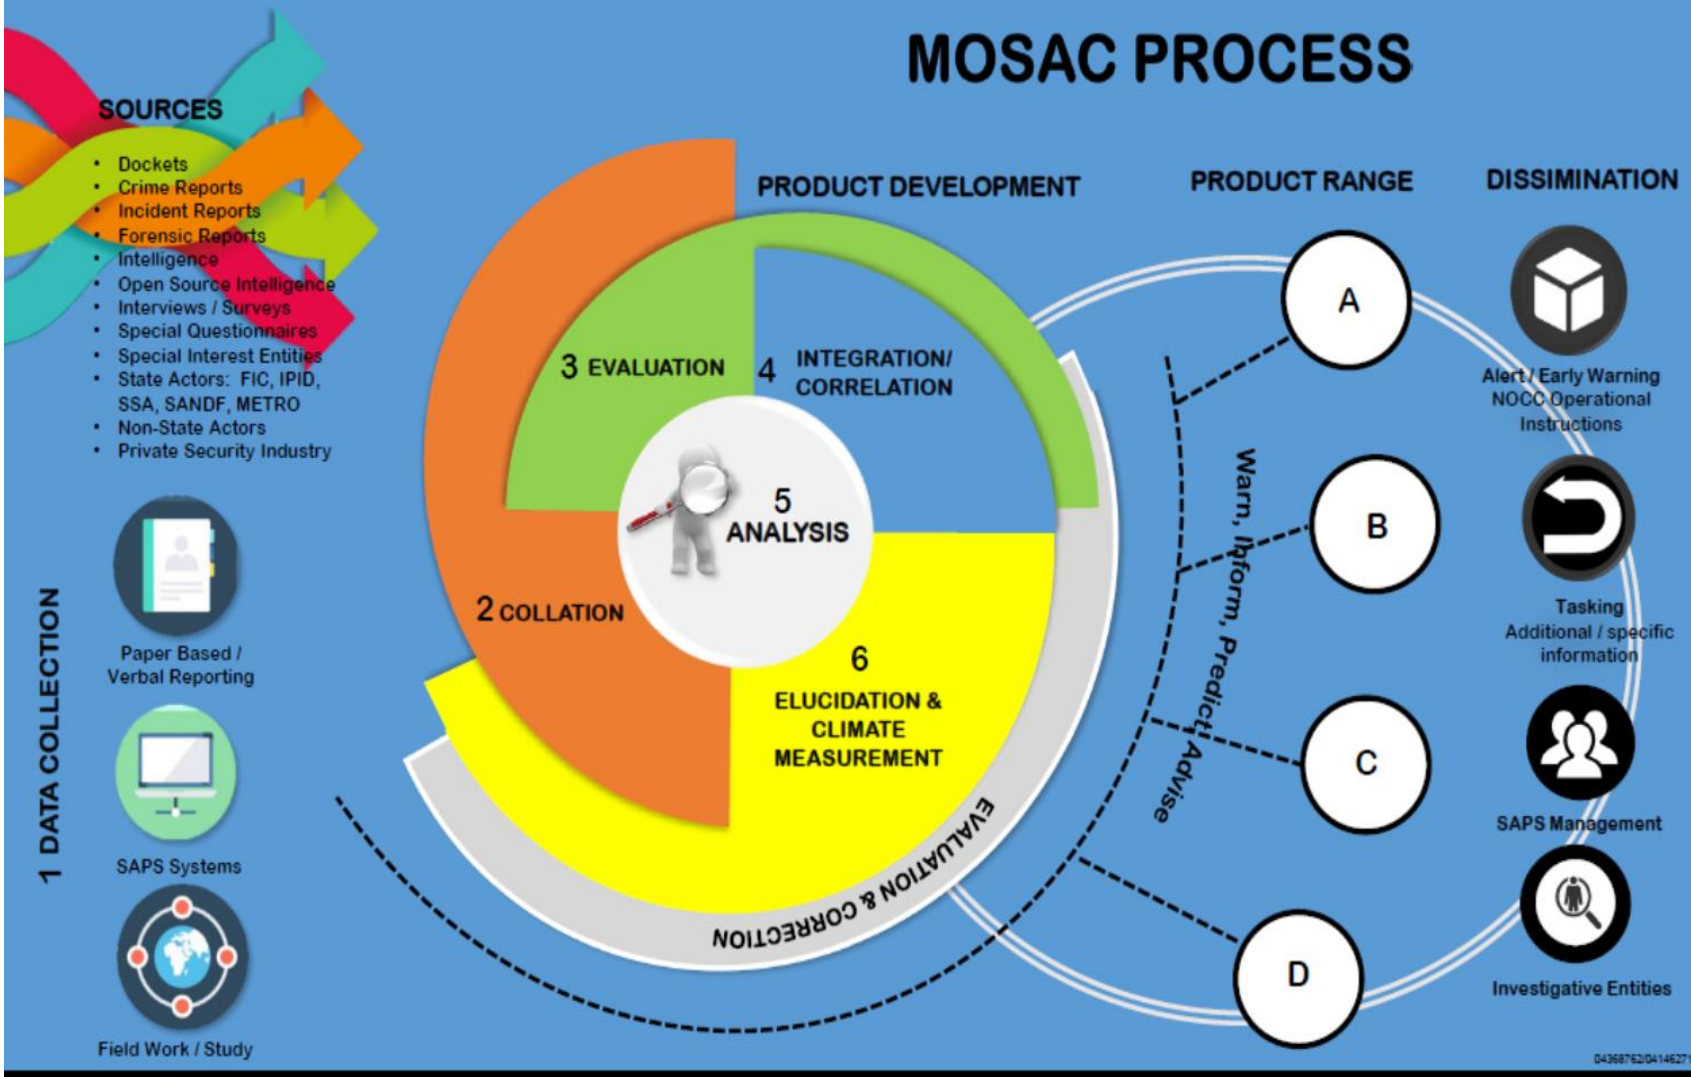 MOSAC PROCESS
SOURCES
• Dockets
• Crime Reports
• Incident Reports
• Forensic Reports
• Intelligence
• Open Source Intelligence
• Interviews / Surveys
• Special Questionnaires
• Special Interest Entities
• State Actors: FIC, IPID,
SSA, SANDF, METRO
• Non-State Actors
• Private Security Industry
1 DATA COLLECTION
Paper Based /
Verbal Reporting
SAPS Systems
Field Work / Study
PRODUCT DEVELOPMENT
3 EVALUATION
4 INTEGRATION/
CORRELATION
5
ANALYSIS
2 COLLATION
6
ELUCIDATION &
CLIMATE
MEASUREMENT
EVALUATION & CORRECTION
Warn, Inform, Predict, Advise
PRODUCT RANGE
A
B
C
D
DISSIMINATION
Alert / Early Warning
NOCC Operational
Instructions
Tasking
Additional / specific
information
SAPS Management
Investigative Entities
04368762/04146271